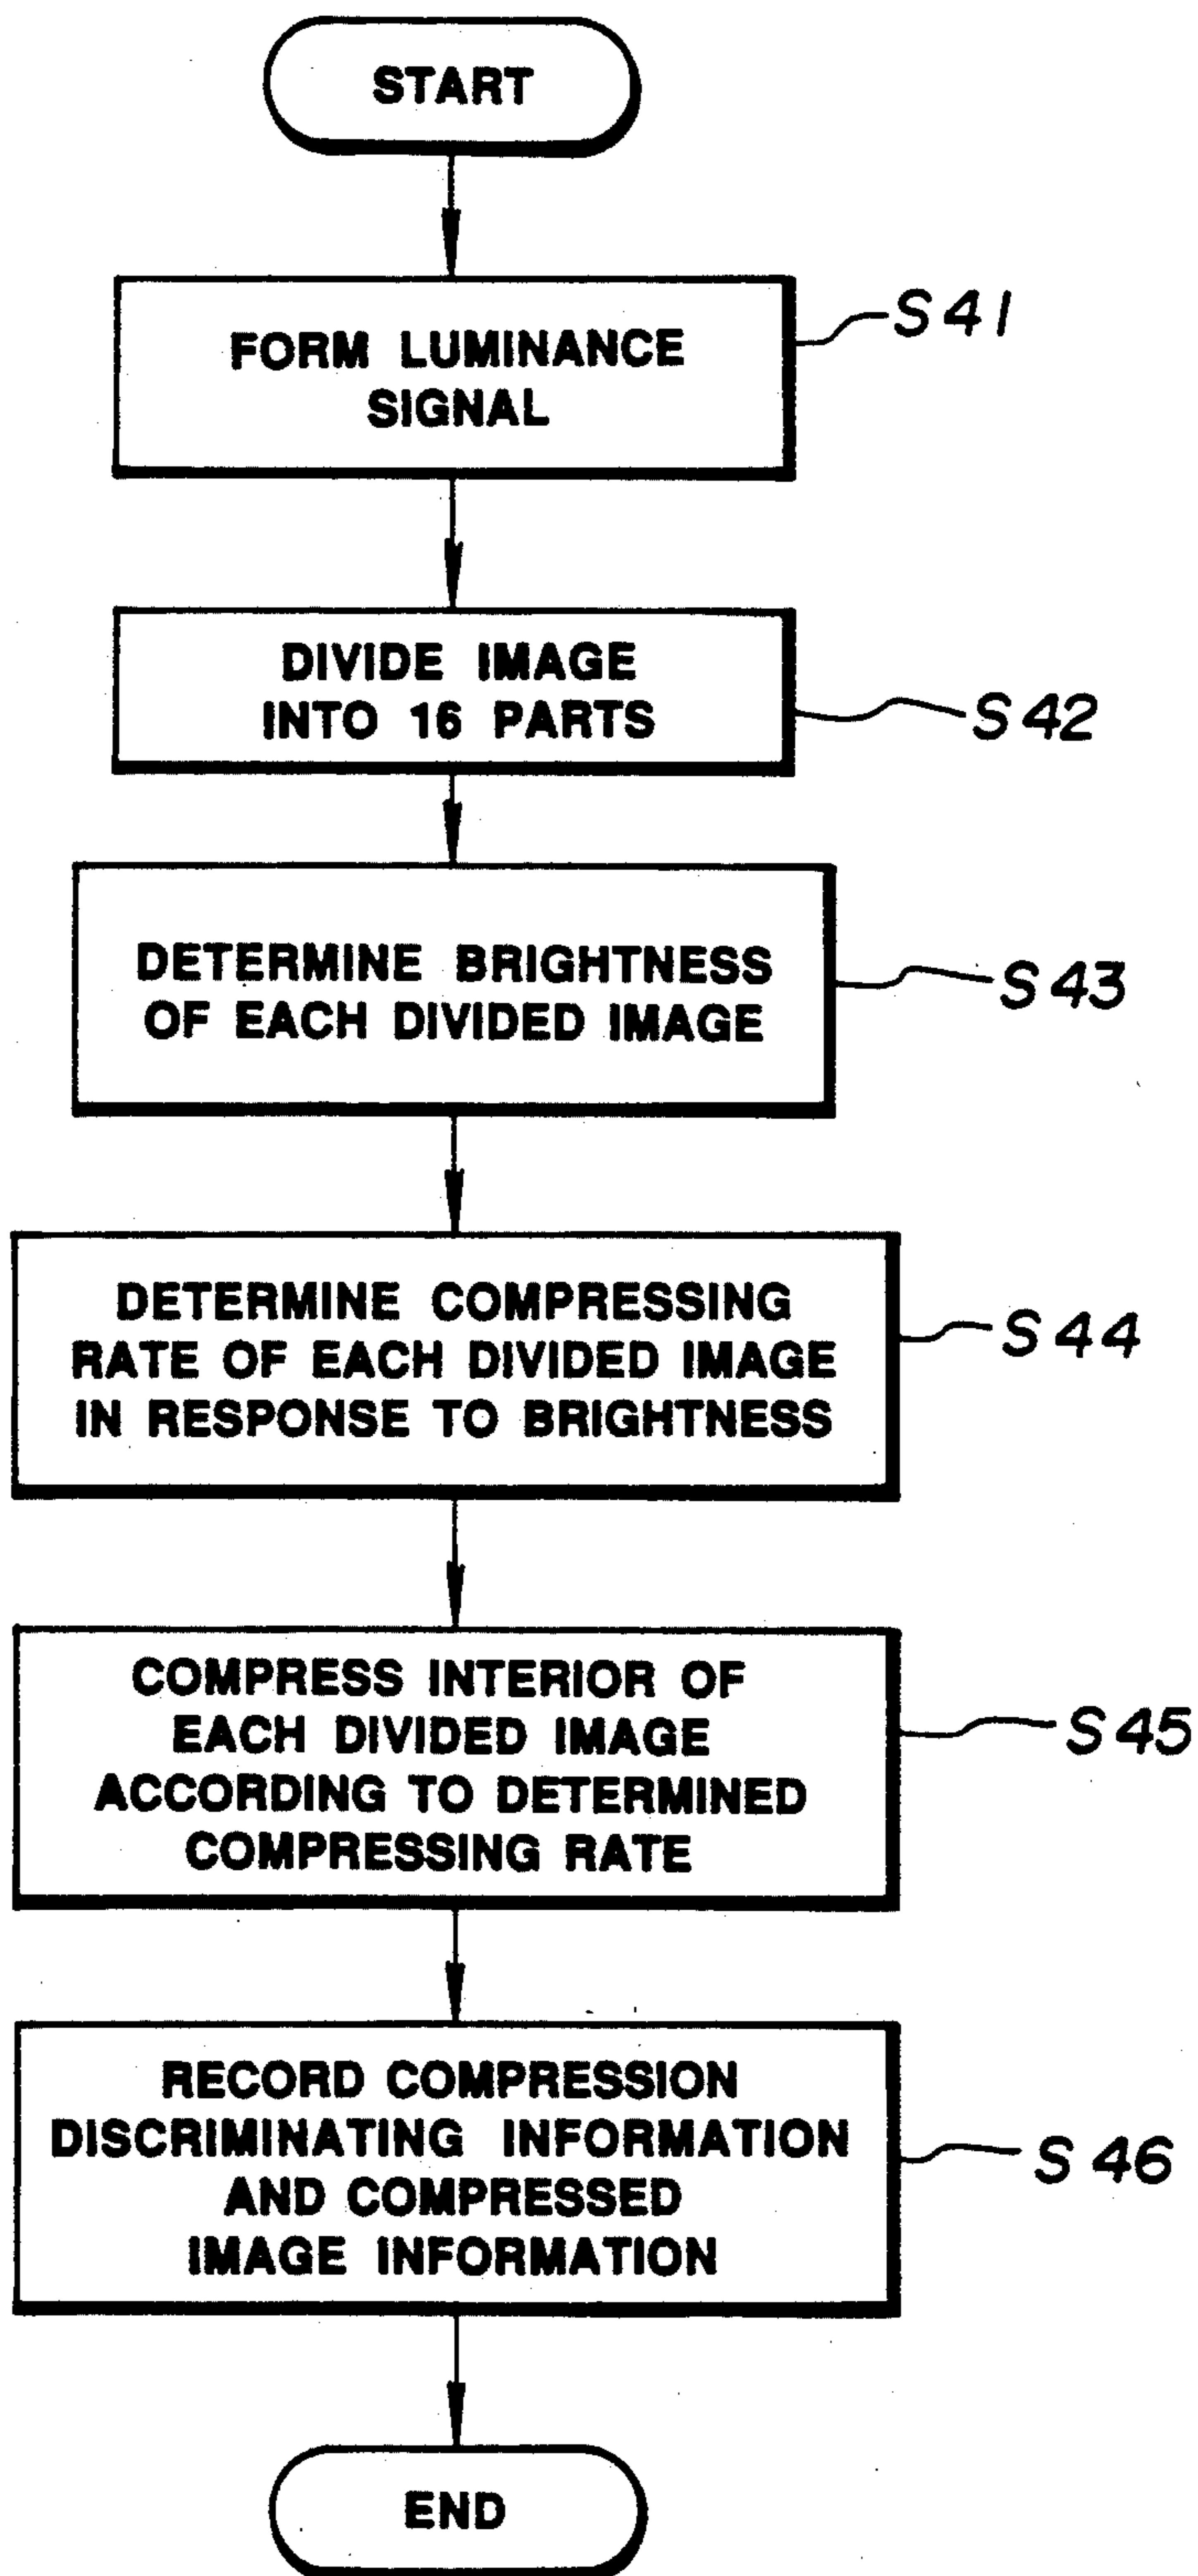 START
FORM LUMINANCE
SIGNAL
S41
DIVIDE IMAGE
INTO 16 PARTS
S42
DETERMINE BRIGHTNESS
OF EACH DIVIDED IMAGE
S43
DETERMINE COMPRESSING
RATE OF EACH DIVIDED IMAGE
IN RESPONSE TO BRIGHTNESS
S44
COMPRESS INTERIOR OF
EACH DIVIDED IMAGE
ACCORDING TO DETERMINED
COMPRESSING RATE
S45
RECORD COMPRESSION
DISCRIMINATING INFORMATION
AND COMPRESSED
IMAGE INFORMATION
S46
END